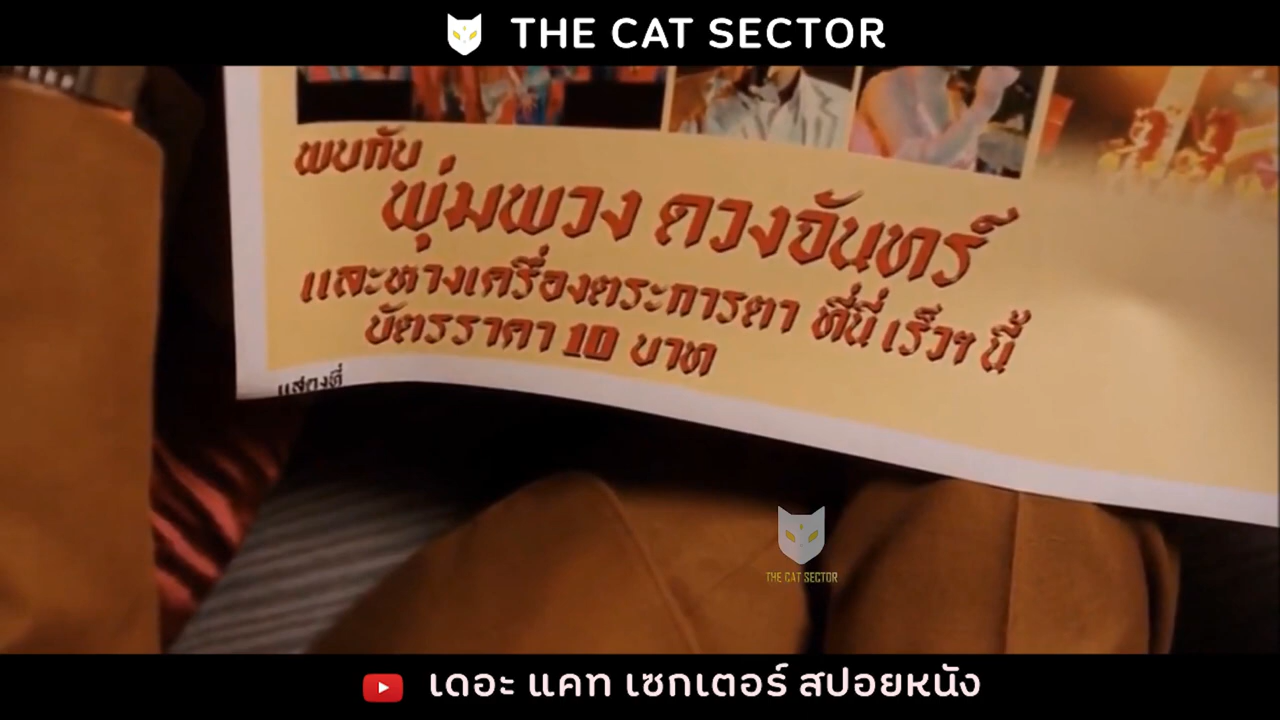 THE CAT SECTOR
พบกับ
พุ่มพวง ดวงจันทร์
และหางเครื่องตระการตา ที่นี่ เร็วๆ นี้
บัตรราคา 10 บาท
แสดงที่
THE CAT SECTOR
เดอะ แคท เซกเตอร์ สปอยหนัง